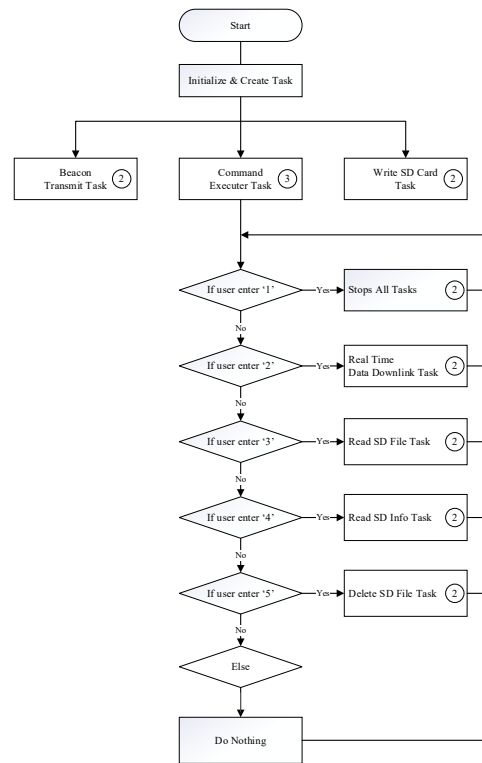 Start
Initialize & Create Task
Beacon
Transmit Task
2
Command
Executer Task
3
Write SD Card
Task
2
If user enter ‘1’
Yes
Stops All Tasks
2
No
If user enter ‘2’
Yes
Real Time
Data Downlink Task
2
No
If user enter ‘3’
Yes
Read SD File Task
2
No
If user enter ‘4’
Yes
Read SD Info Task
2
No
If user enter ‘5’
Yes
Delete SD File Task
2
No
Else
Do Nothing